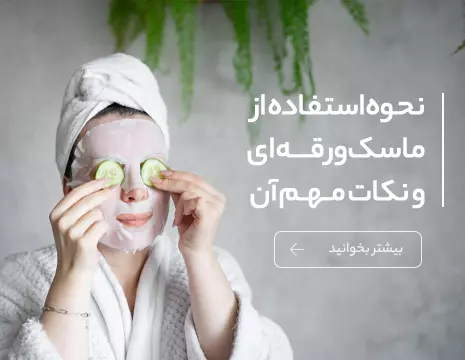 نحوه استفاده از
ماسک ورقه‌ای
و نکات مهم آن
بیشتر بخوانید